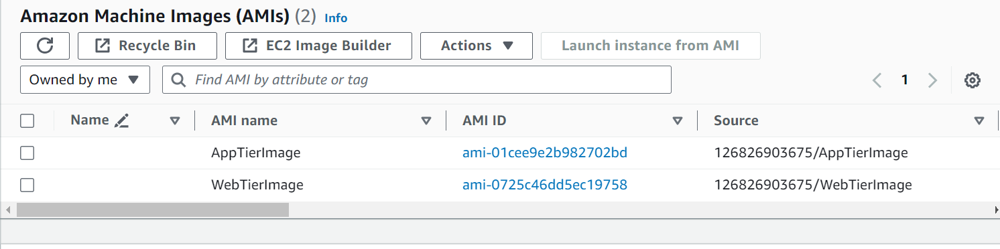 Amazon Machine Images (AMIs) (2) Info
Recycle Bin EC2 Image Builder Actions Launch instance from AMI
Owned by me Find AMI by attribute or tag 1
Name AMI name AMI ID Source
AppTierImage ami-01cee9e2b982702bd 126826903675/AppTierImage
WebTierImage ami-0725c46dd5ec19758 126826903675/WebTierImage